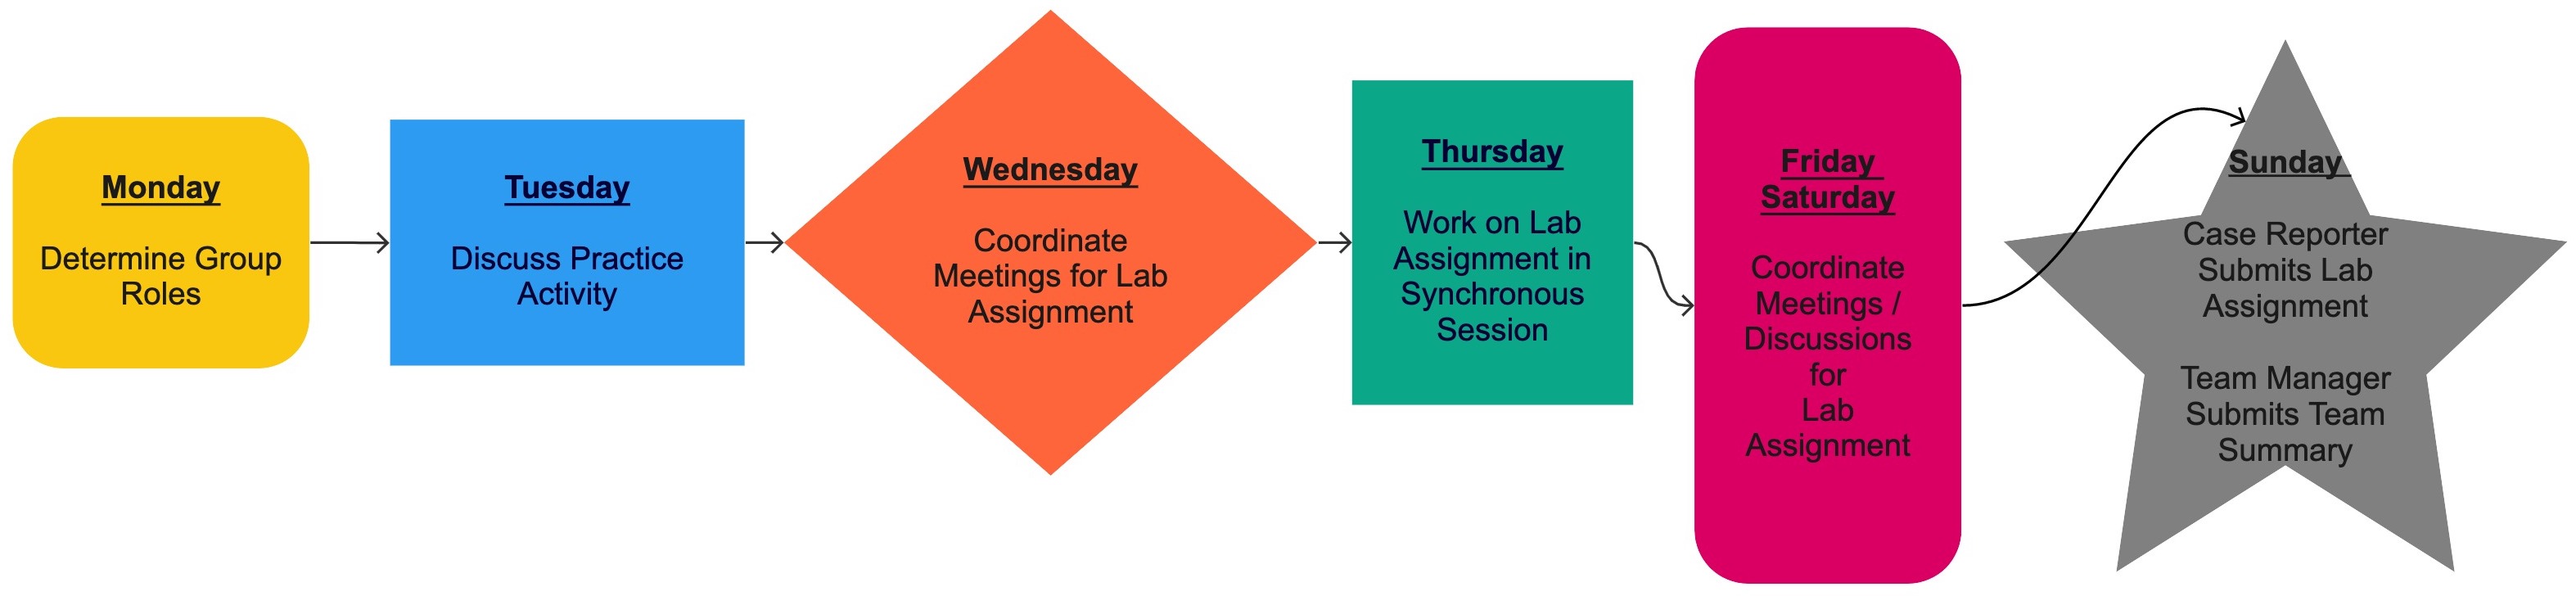 Monday
Determine Group
Roles
Tuesday
Discuss Practice
Activity
Wednesday
Coordinate
Meetings for Lab
Assignment
Thursday
Work on Lab
Assignment in
Synchronous
Session
Friday
Saturday
Coordinate
Meetings /
Discussions
for
Lab
Assignment
Sunday
Case Reporter
Submits Lab
Assignment
Team Manager
Submits Team
Summary